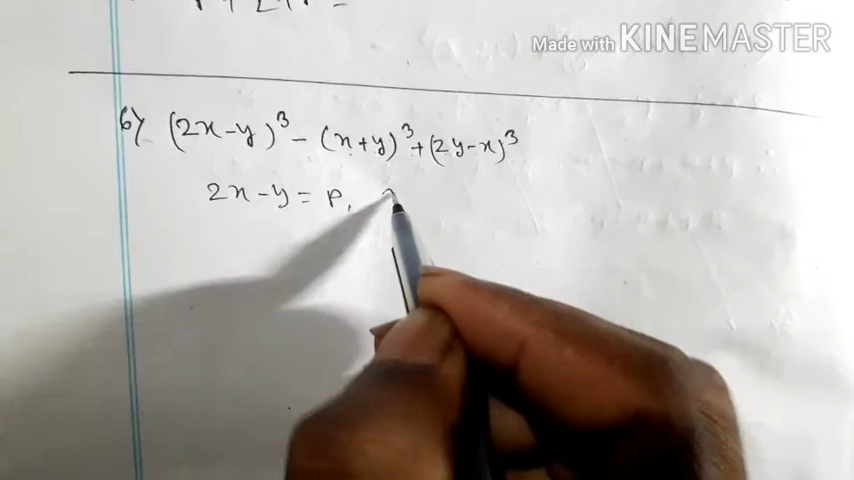 Made with KINEMASTER
6) (2x-y)³ - (x+y)³ + (2y-x)³
2x-y = P,